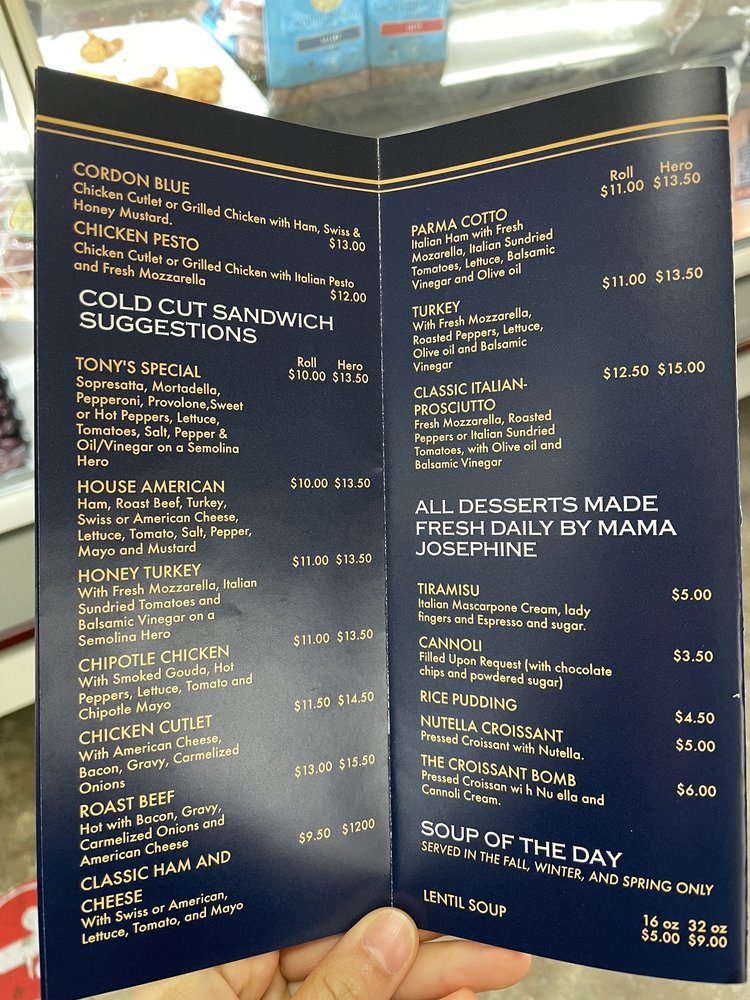 CORDON BLUE
Chicken Cutlet or Grilled Chicken with Ham, Swiss &
Honey Mustard. $13.00
CHICKEN PESTO
Chicken Cutlet or Grilled Chicken with Italian Pesto
and Fresh Mozzarella $12.00
COLD CUT SANDWICH
SUGGESTIONS
Roll Hero
TONY'S SPECIAL $10.00 $13.50
Sopresatta, Mortadella,
Pepperoni, Provolone,Sweet
or Hot Peppers, Lettuce,
Tomatoes, Salt, Pepper &
Oil/Vinegar on a Semolina
Hero
HOUSE AMERICAN $10.00 $13.50
Ham, Roast Beef, Turkey,
Swiss or American Cheese,
Lettuce, Tomato, Salt, Pepper,
Mayo and Mustard
HONEY TURKEY $11.00 $13.50
With Fresh Mozzarella, Italian
Sundried Tomatoes and
Balsamic Vinegar on a
Semolina Hero
CHIPOTLE CHICKEN $11.00 $13.50
With Smoked Gouda, Hot
Peppers, Lettuce, Tomato and
Chipotle Mayo
CHICKEN CUTLET $11.50 $14.50
With American Cheese,
Bacon, Gravy, Carmelized
Onions
ROAST BEEF $13.00 $15.50
Hot with Bacon, Gravy,
Carmelized Onions and
American Cheese
CLASSIC HAM AND $9.50 $1200
CHEESE
With Swiss or American,
Lettuce, Tomato, and Mayo
Roll Hero
PARMA COTTO $11.00 $13.50
Italian Ham with Fresh
Mozarella, Italian Sundried
Tomatoes, Lettuce, Balsamic
Vinegar and Olive oil
TURKEY $11.00 $13.50
With Fresh Mozzarella,
Roasted Peppers, Lettuce,
Olive oil and Balsamic
Vinegar
CLASSIC ITALIAN- $12.50 $15.00
PROSCIUTTO
Fresh Mozzarella, Roasted
Peppers or Italian Sundried
Tomatoes, with Olive oil and
Balsamic Vinegar
ALL DESSERTS MADE
FRESH DAILY BY MAMA
JOSEPHINE
TIRAMISU $5.00
Italian Mascarpone Cream, lady
fingers and Espresso and sugar.
CANNOLI $3.50
Filled Upon Request (with chocolate
chips and powdered sugar)
RICE PUDDING $4.50
NUTELLA CROISSANT $5.00
Pressed Croissant with Nutella.
THE CROISSANT BOMB $6.00
Pressed Croissan wi h Nu ella and
Cannoli Cream.
SOUP OF THE DAY
SERVED IN THE FALL, WINTER, AND SPRING ONLY
16 oz 32 oz
LENTIL SOUP $5.00 $9.00